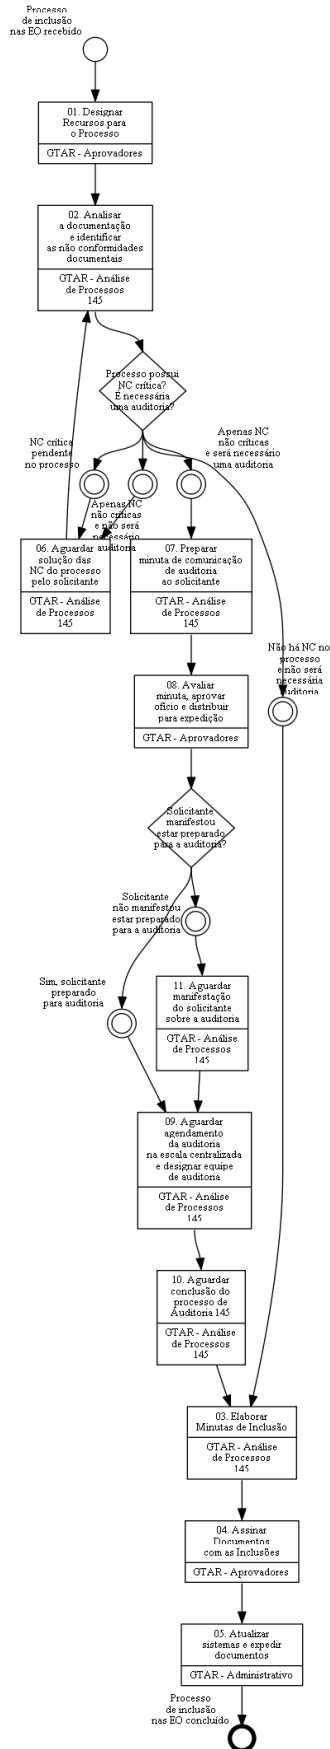 Processo
de inclusão
nas EO recebido
01. Designar
Recursos para
o Processo
GTAR - Aprovadores
02. Analisar
a documentação
e identificar
as não conformidades
documentais
GTAR - Análise
de Processos
145
Processo possui
NC crítica?
É necessária
uma auditoria?
NC crítica
pendente
no processo
Apenas NC
não críticas
e não será
necessário
auditoria
Apenas NC
não críticas
e será necessário
uma auditoria
06. Aguardar
solução das
NC do processo
pelo solicitante
GTAR - Análise
de Processos
145
07. Preparar
minuta de comunicação
de auditoria
ao solicitante
GTAR - Análise
de Processos
145
Não há NC no
processo
e não será
necessária
auditoria
08. Avaliar
minuta, aprovar
ofício e distribuir
para expedição
GTAR - Aprovadores
Solicitante
manifestou
estar preparado
para a auditoria?
Solicitante
não manifestou
estar preparado
para a auditoria
Sim, solicitante
preparado
para auditoria
11. Aguardar
manifestação
do solicitante
sobre a auditoria
GTAR - Análise
de Processos
145
09. Aguardar
agendamento
da auditoria
na escala centralizada
e designar equipe
de auditoria
GTAR - Análise
de Processos
145
10. Aguardar
conclusão do
processo de
Auditoria 145
GTAR - Análise
de Processos
145
03. Elaborar
Minutas de Inclusão
GTAR - Análise
de Processos
145
04. Assinar
Documentos
com as Inclusões
GTAR - Aprovadores
05. Atualizar
sistemas e expedir
documentos
GTAR - Administrativo
Processo
de inclusão
nas EO concluído